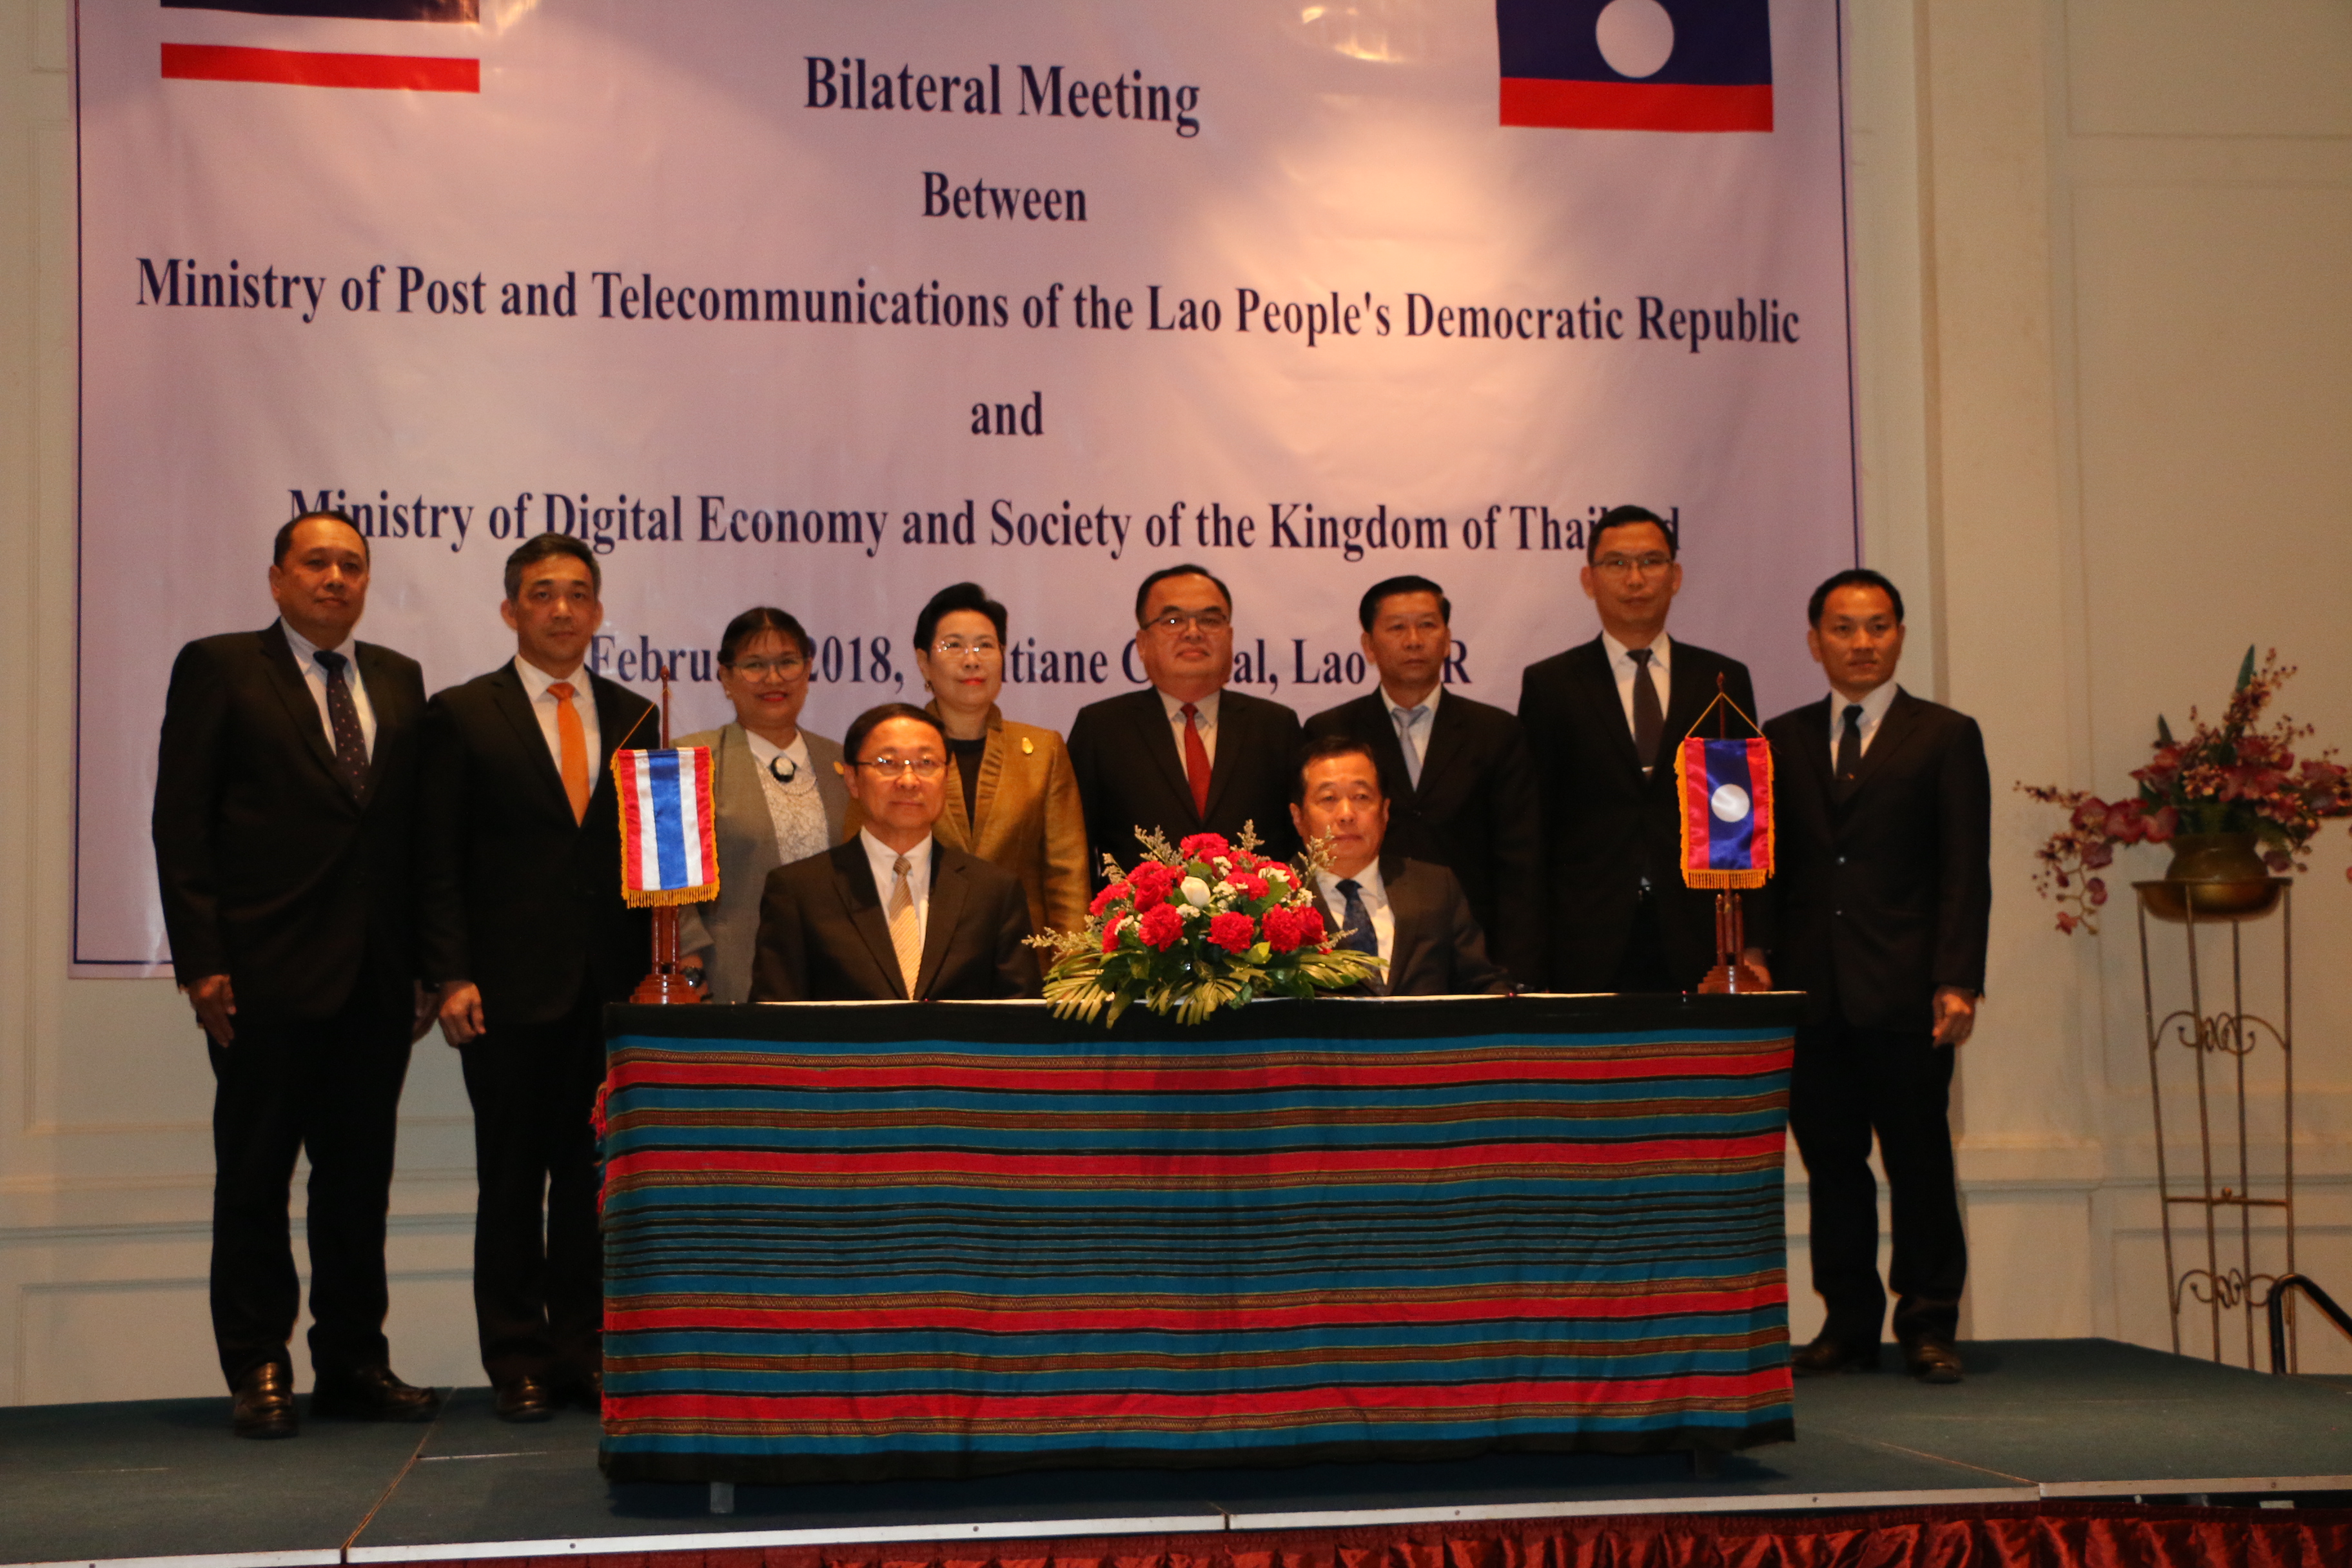 Bilateral Meeting
Between
Ministry of Post and Telecommunications of the Lao People's Democratic Republic
and
Ministry of Digital Economy and Society of the Kingdom of Thailand
2018, Lao